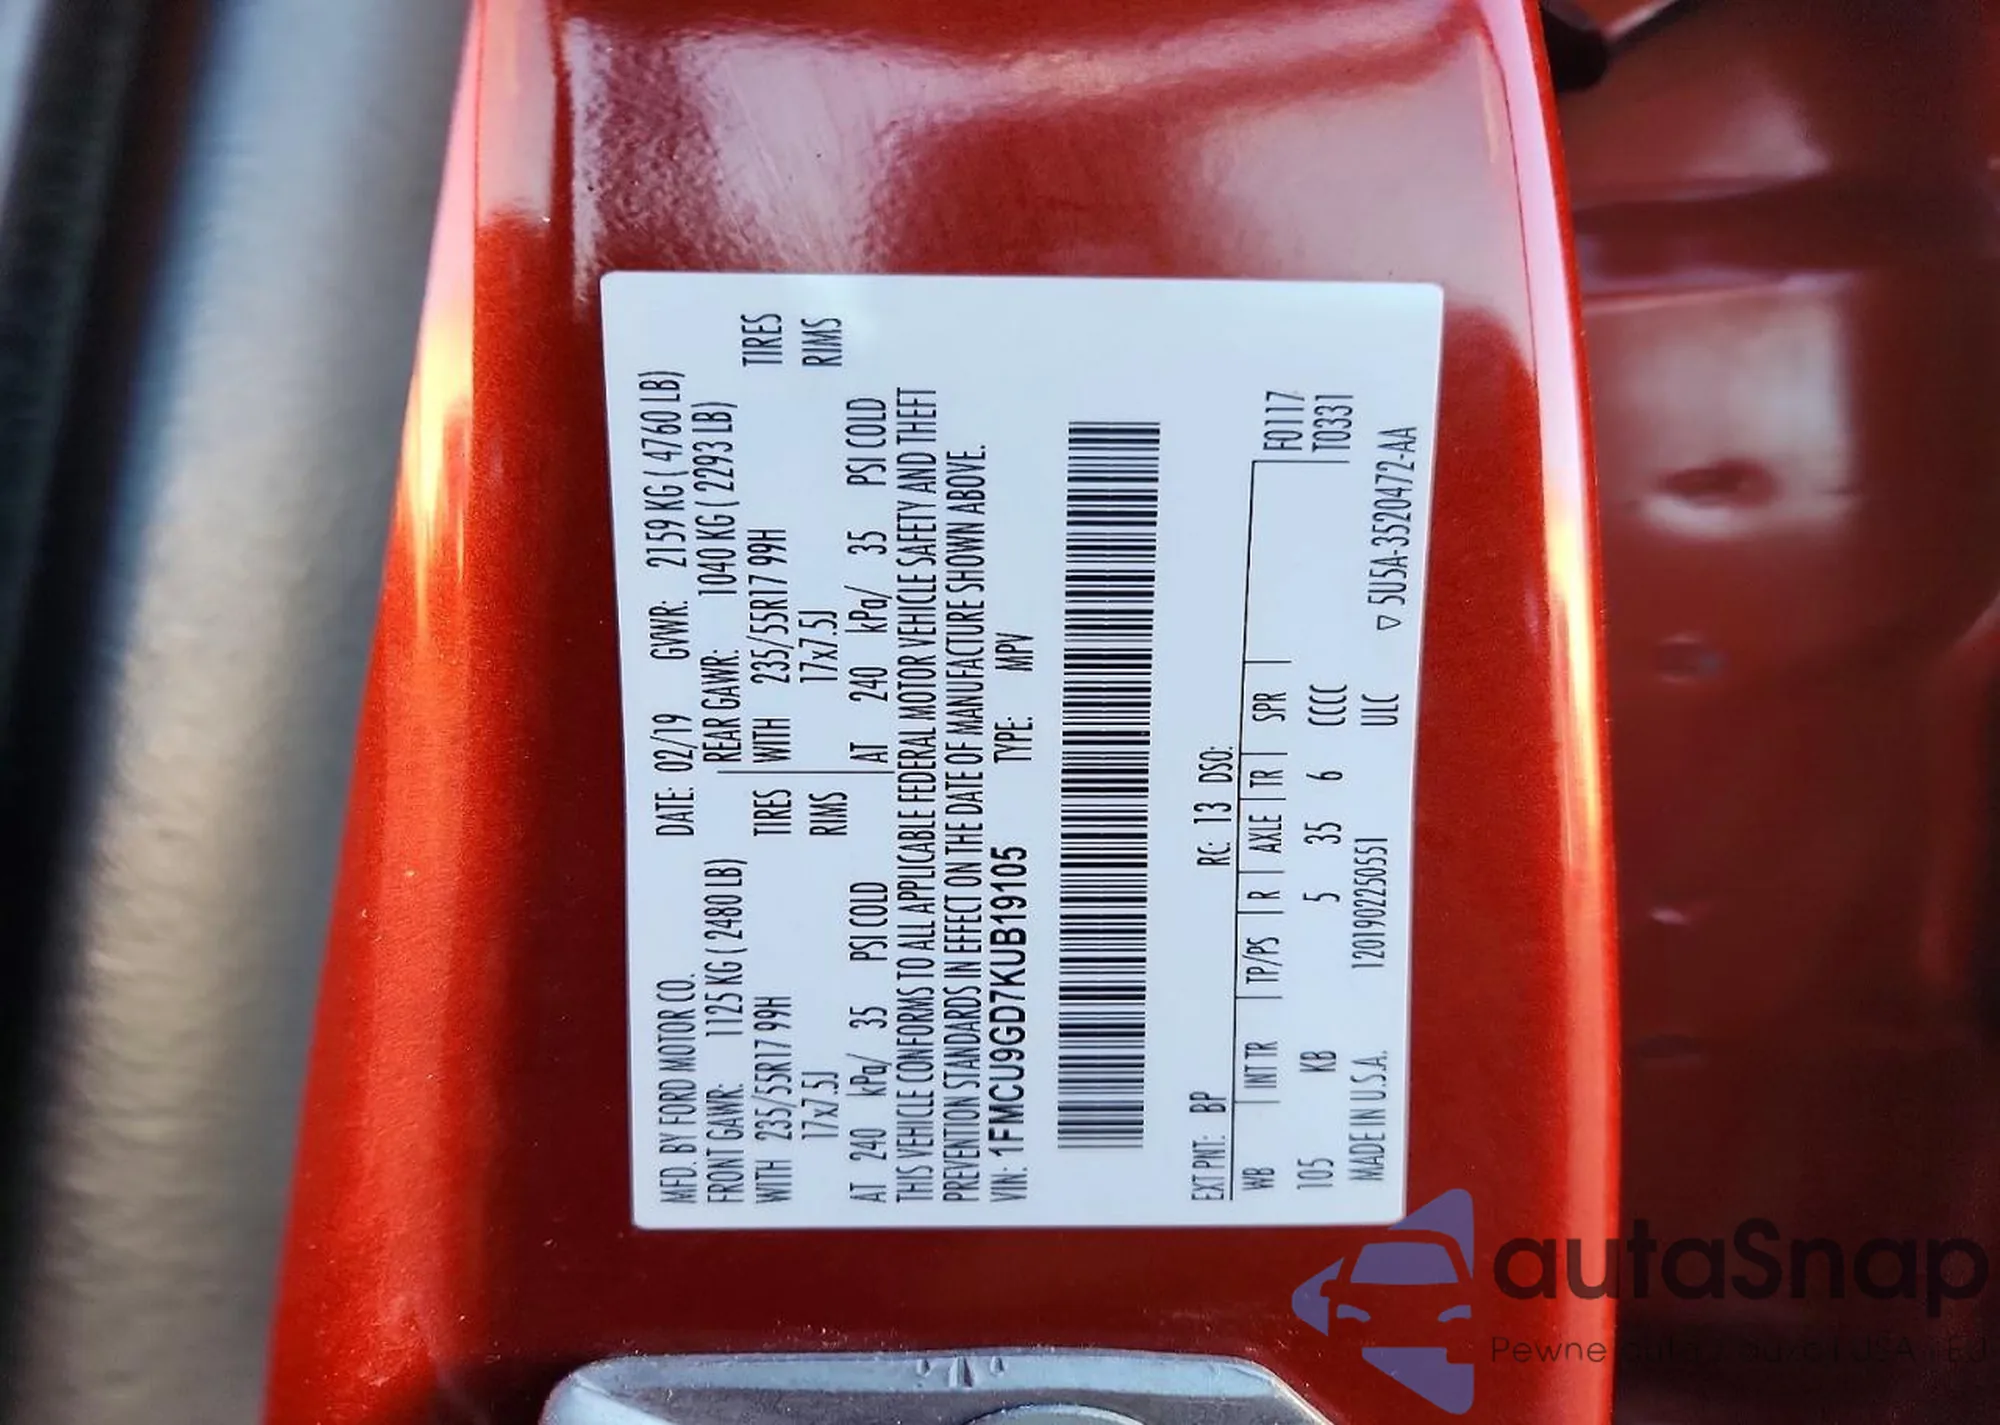 MFD. BY FORD MOTOR CO. DATE: 02/19 GVWR: 2159 KG ( 4760 LB)
FRONT GAWR: 1125 KG ( 2480 LB) REAR GAWR: 1040 KG ( 2293 LB)
WITH 235/55R17 99H TIRES WITH 235/55R17 99H TIRES
17x7.5J RIMS 17x7.5J RIMS
AT 240 kPa/ 35 PSI COLD AT 240 kPa/ 35 PSI COLD
THIS VEHICLE CONFORMS TO ALL APPLICABLE FEDERAL MOTOR VEHICLE SAFETY AND THEFT
PREVENTION STANDARDS IN EFFECT ON THE DATE OF MANUFACTURE SHOWN ABOVE.
VIN: 1FMCU9GD7KUB19105 TYPE: MPV
EXT PNT: BP RC: 13 DSO:
WB | INT TR | TP/PS | R | AXLE | TR | SPR | F0117
105 KB 5 35 6 CCCC T0331
MADE IN U.S.A. 1201902250551 ULC ▽ 5U5A-3520472-AA
autaSnap
Pewne auta z USA